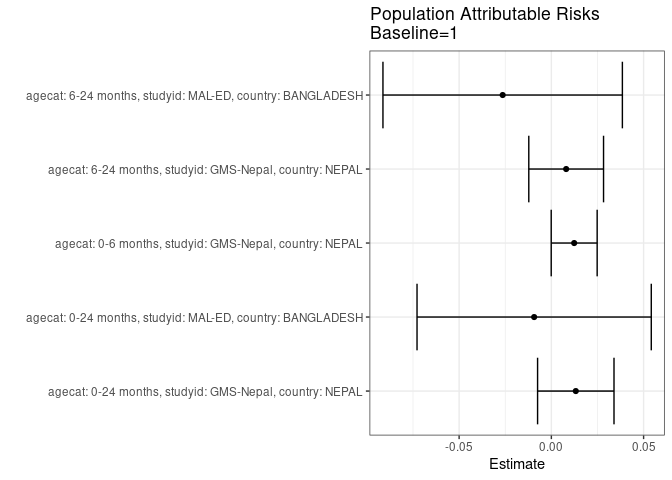 Population Attributable Risks
Baseline=1
agecat: 6-24 months, studyid: MAL-ED, country: BANGLADESH
agecat: 6-24 months, studyid: GMS-Nepal, country: NEPAL
agecat: 0-6 months, studyid: GMS-Nepal, country: NEPAL
agecat: 0-24 months, studyid: MAL-ED, country: BANGLADESH
agecat: 0-24 months, studyid: GMS-Nepal, country: NEPAL
-0.05 0.00 0.05
Estimate